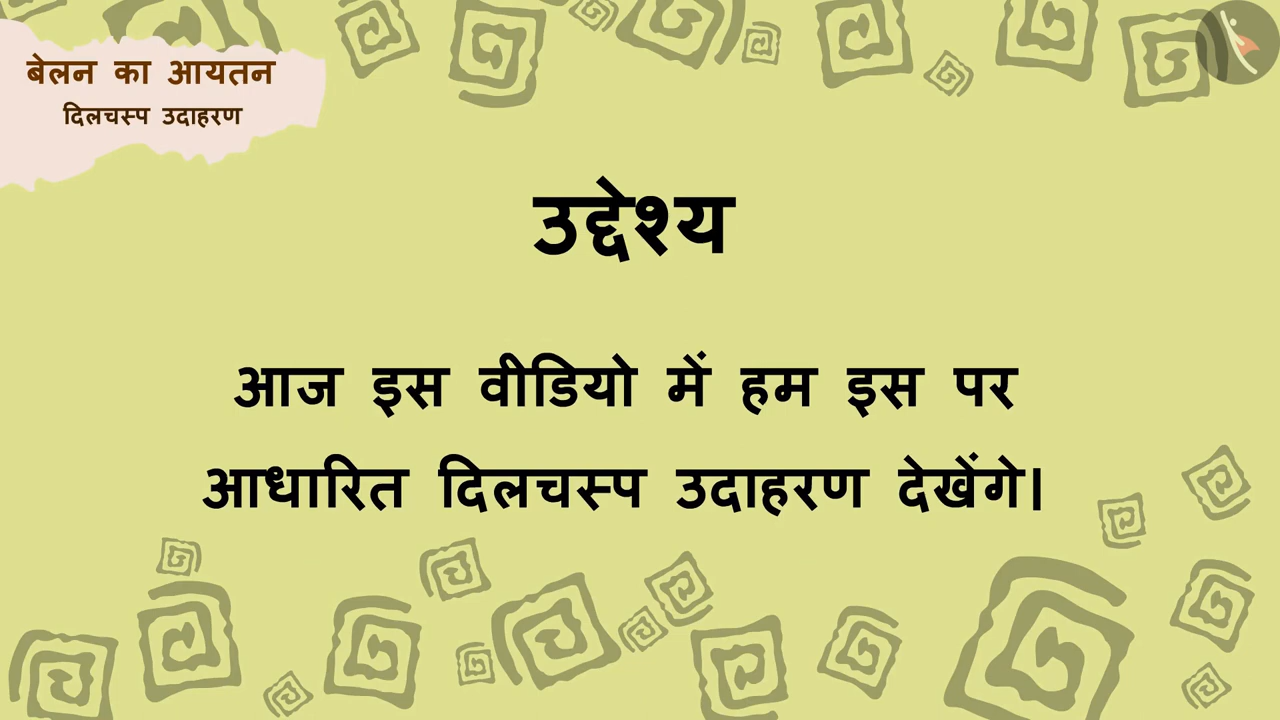 बेलन का आयतन
दिलचस्प उदाहरण
उद्देश्य
आज इस वीडियो में हम इस पर
आधारित दिलचस्प उदाहरण देखेंगे।